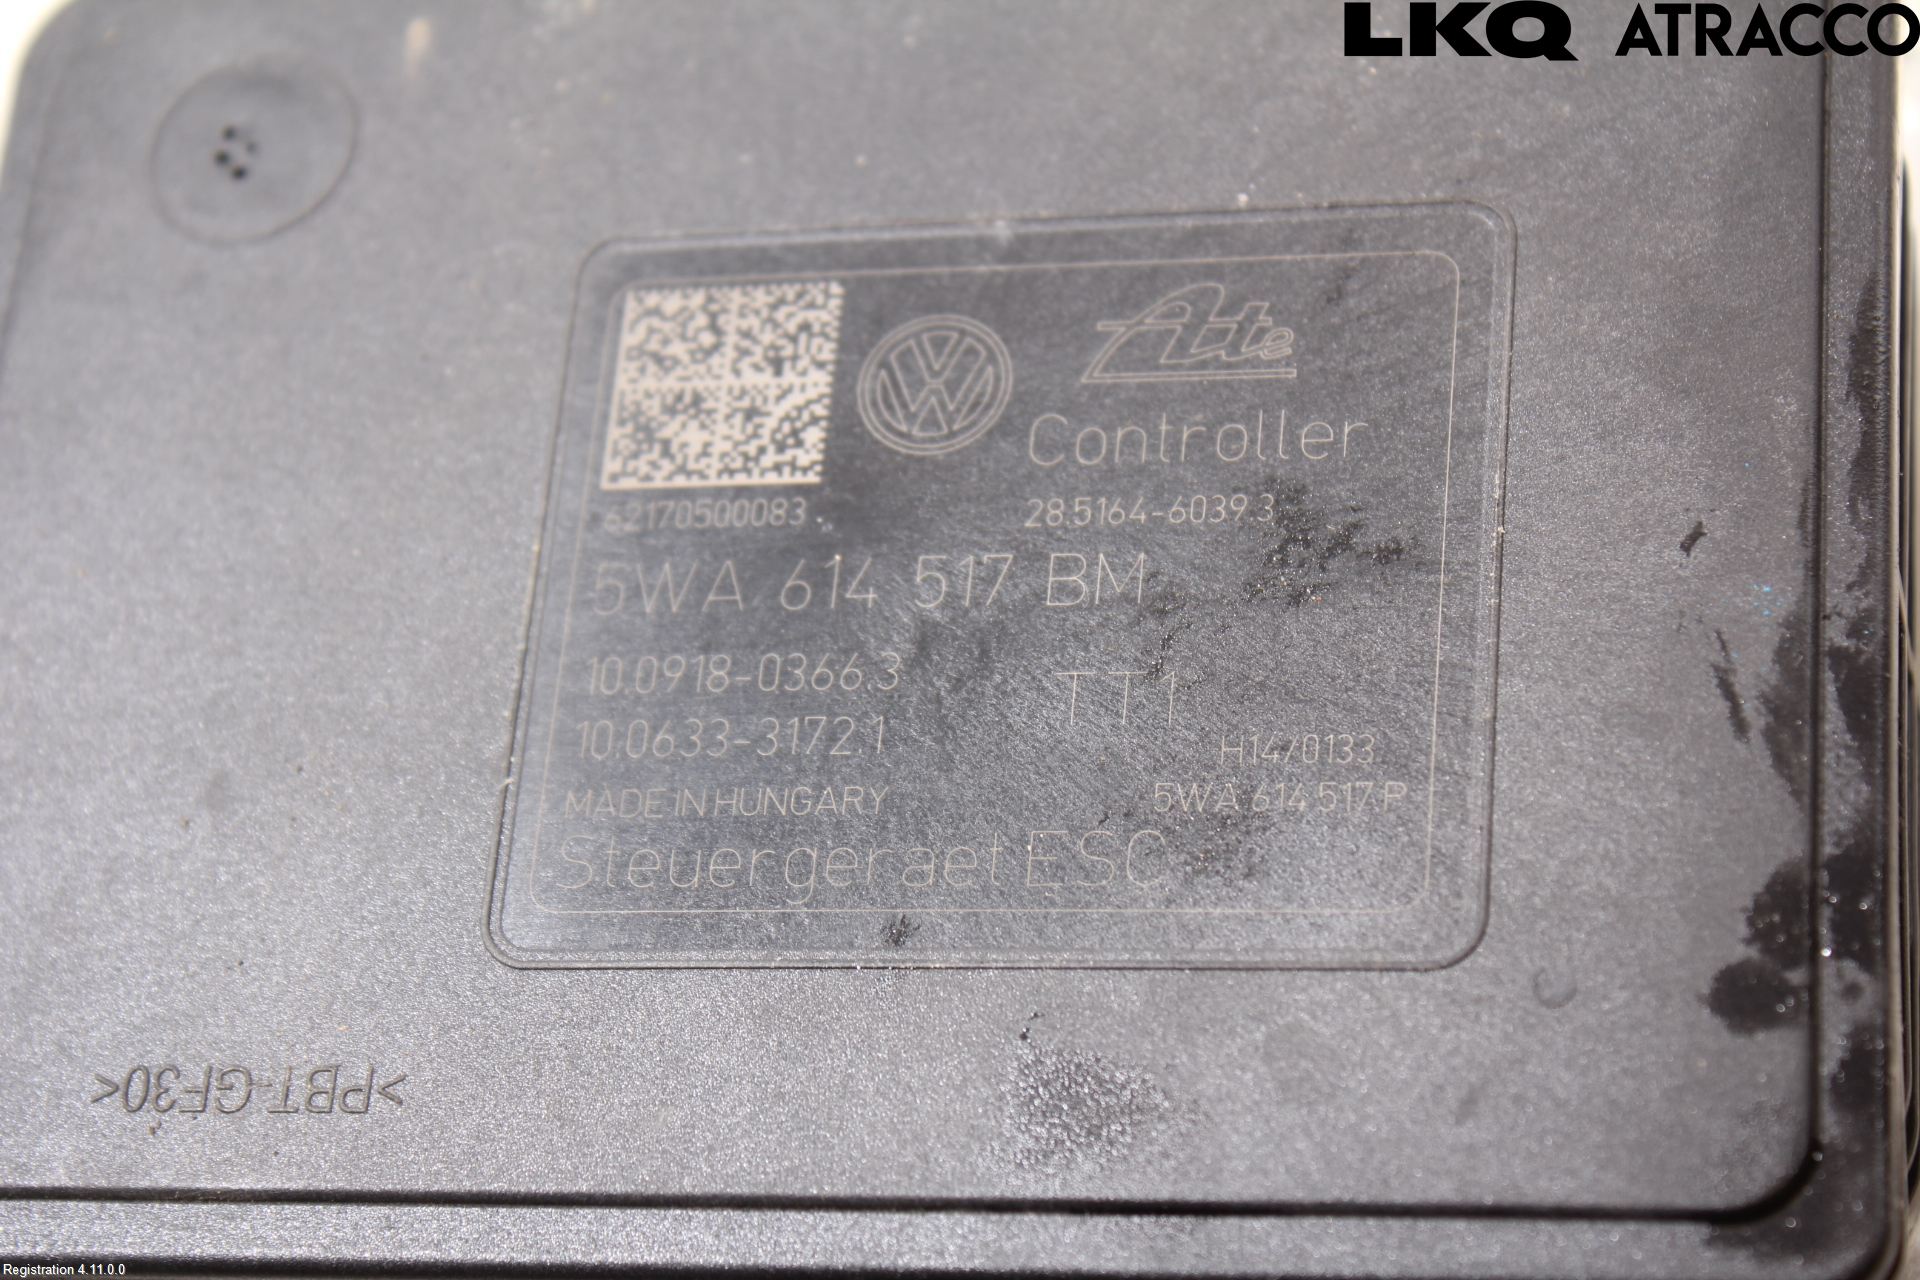 LKQ ATRACCO
Ate
Controller
62170500083
28.5164-6039.3
5WA 614 517 BM
10.0918-0366.3
TT1
10.0633-3172.1
H14/0133
MADE IN HUNGARY
5WA 614 517 P
Steuergeraet ESC
>PBT-GF30<
Registration 4.11.0.0